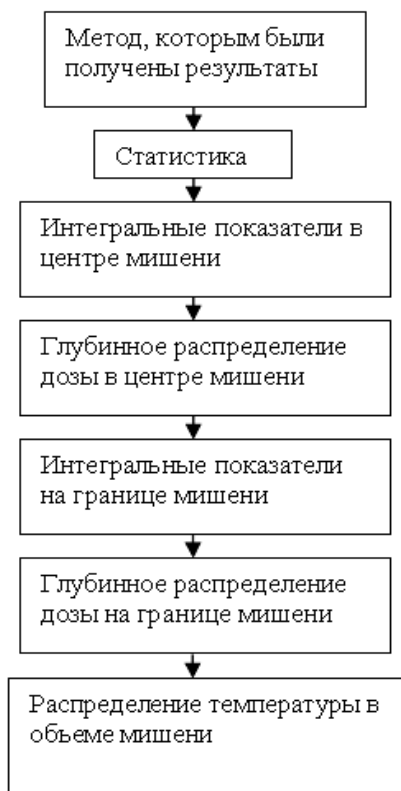 Метод, которым были
получены результаты
Статистика
Интегральные показатели в
центре мишени
Глубинное распределение
дозы в центре мишени
Интегральные показатели
на границе мишени
Глубинное распределение
дозы на границе мишени
Распределение температуры в
объеме мишени